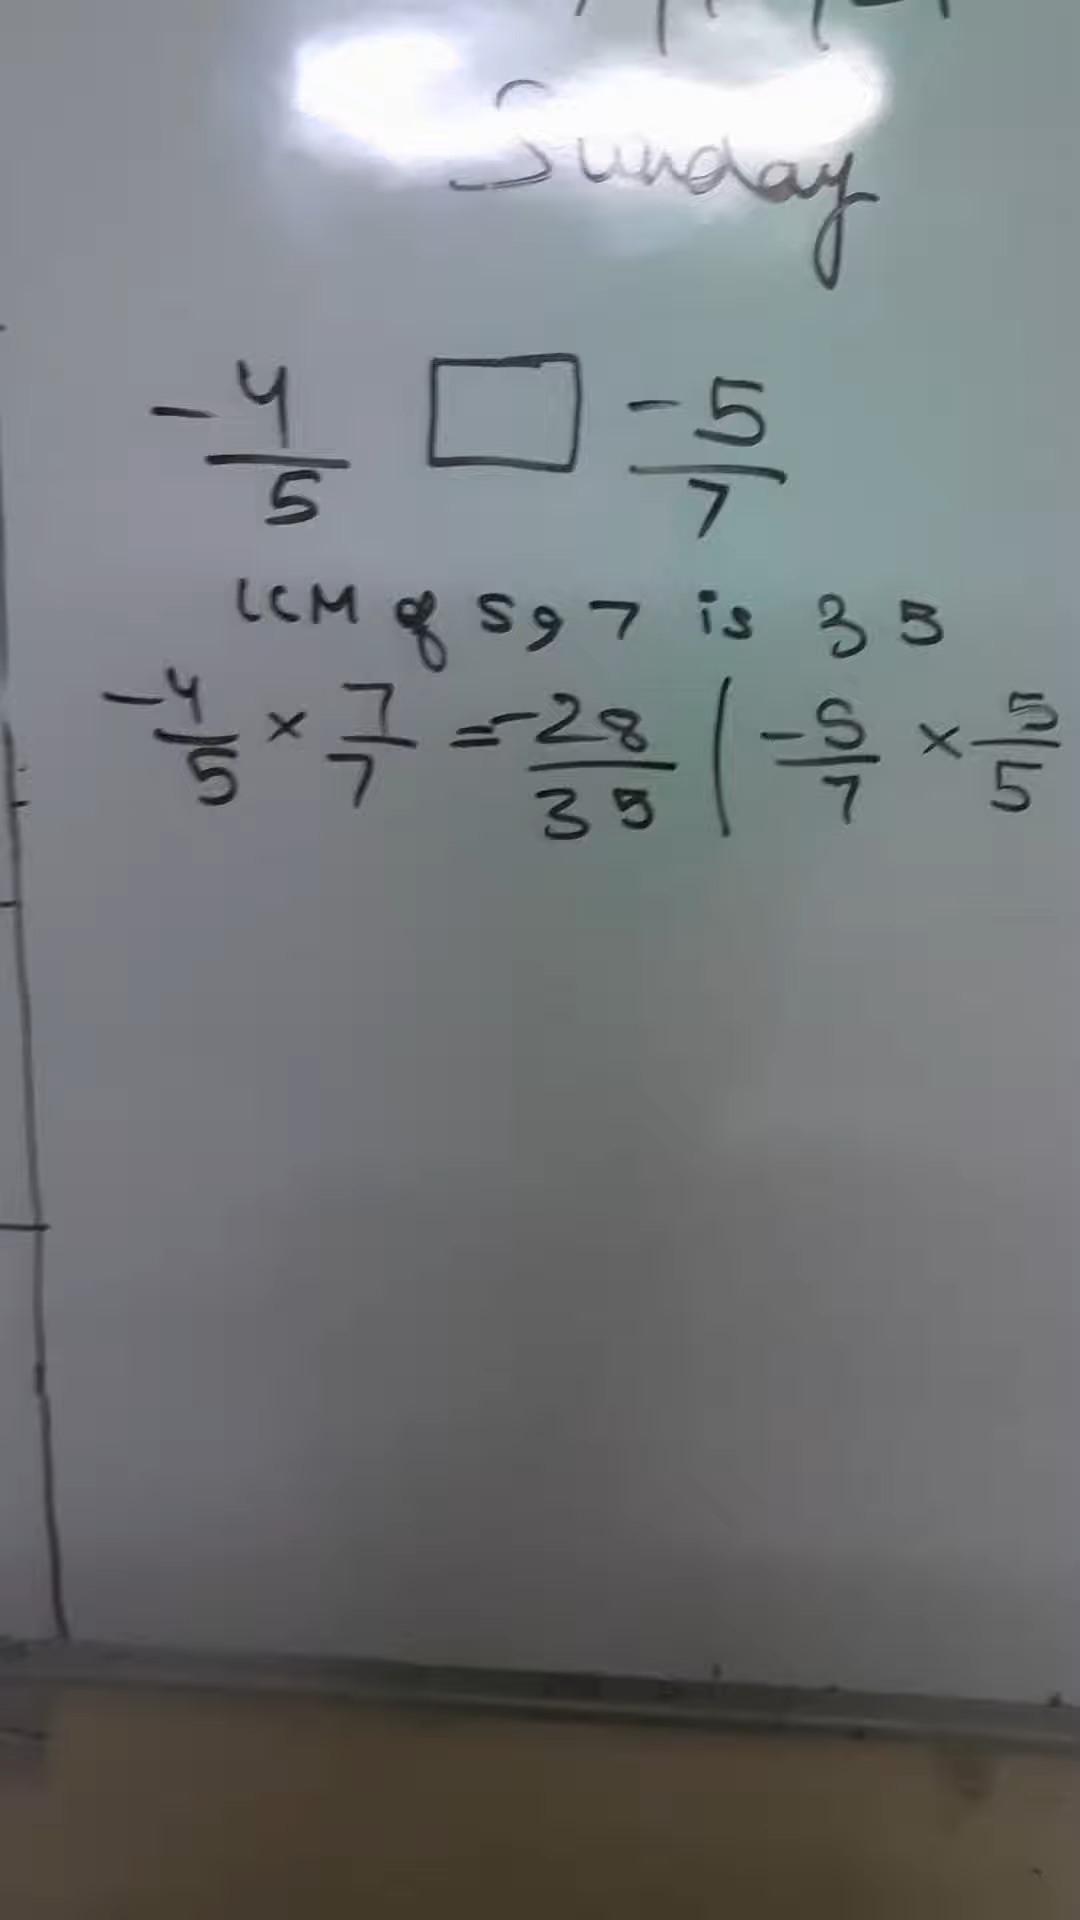 Sunday
-4/5 □ -5/7
LCM of 5,7 is 35
-4/5 × 7/7 = -28/35 | -5/7 × 5/5